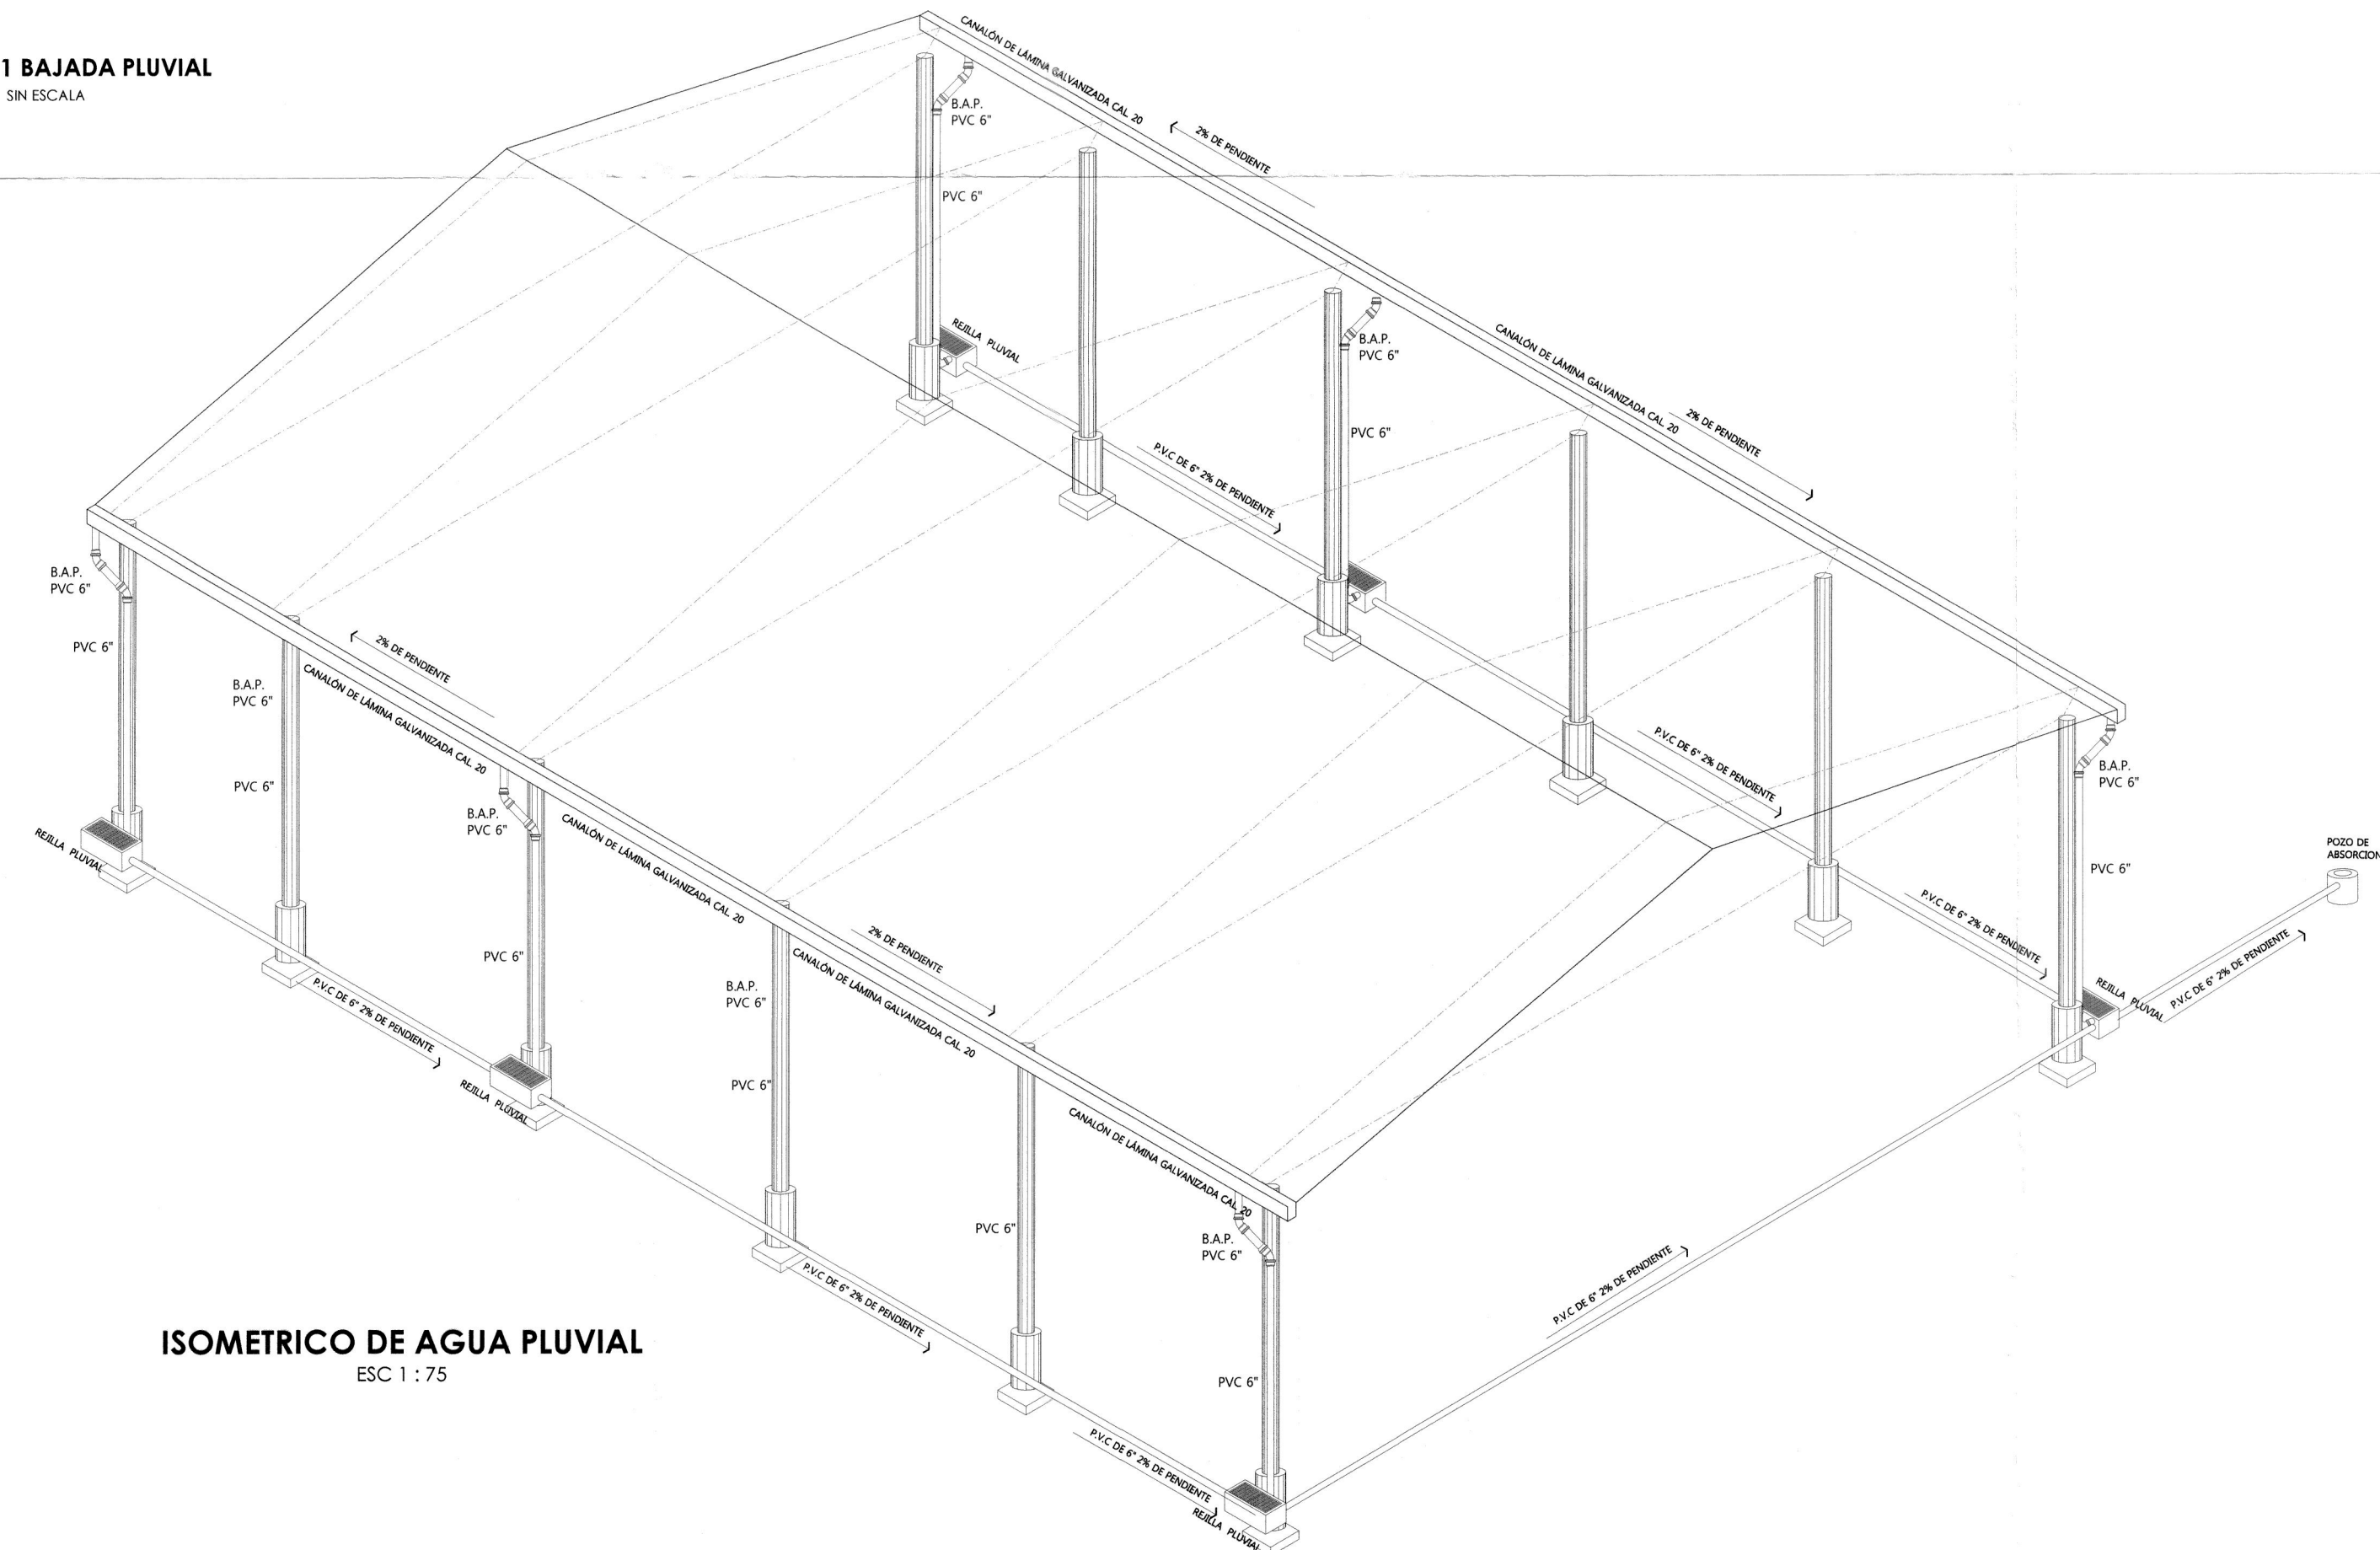 1 BAJADA PLUVIAL
SIN ESCALA
CANALÓN DE LÁMINA GALVANIZADA CAL. 20
2% DE PENDIENTE
B.A.P.
PVC 6"
PVC 6"
REJILLA PLUVIAL
B.A.P.
PVC 6"
CANALÓN DE LÁMINA GALVANIZADA CAL. 20
2% DE PENDIENTE
PVC 6"
P.V.C DE 6" 2% DE PENDIENTE
B.A.P.
PVC 6"
PVC 6"
2% DE PENDIENTE
CANALÓN DE LÁMINA GALVANIZADA CAL. 20
B.A.P.
PVC 6"
PVC 6"
REJILLA PLUVIAL
B.A.P.
PVC 6"
CANALÓN DE LÁMINA GALVANIZADA CAL. 20
P.V.C DE 6" 2% DE PENDIENTE
B.A.P.
PVC 6"
PVC 6"
POZO DE
ABSORCION
P.V.C DE 6" 2% DE PENDIENTE
P.V.C DE 6" 2% DE PENDIENTE
REJILLA PLUVIAL
PVC 6"
2% DE PENDIENTE
CANALÓN DE LÁMINA GALVANIZADA CAL. 20
B.A.P.
PVC 6"
PVC 6"
P.V.C DE 6" 2% DE PENDIENTE
REJILLA PLUVIAL
CANALÓN DE LÁMINA GALVANIZADA CAL. 20
PVC 6"
B.A.P.
PVC 6"
P.V.C DE 6" 2% DE PENDIENTE
P.V.C DE 6" 2% DE PENDIENTE
PVC 6"
P.V.C DE 6" 2% DE PENDIENTE
REJILLA PLUVIAL
ISOMETRICO DE AGUA PLUVIAL
ESC 1 : 75